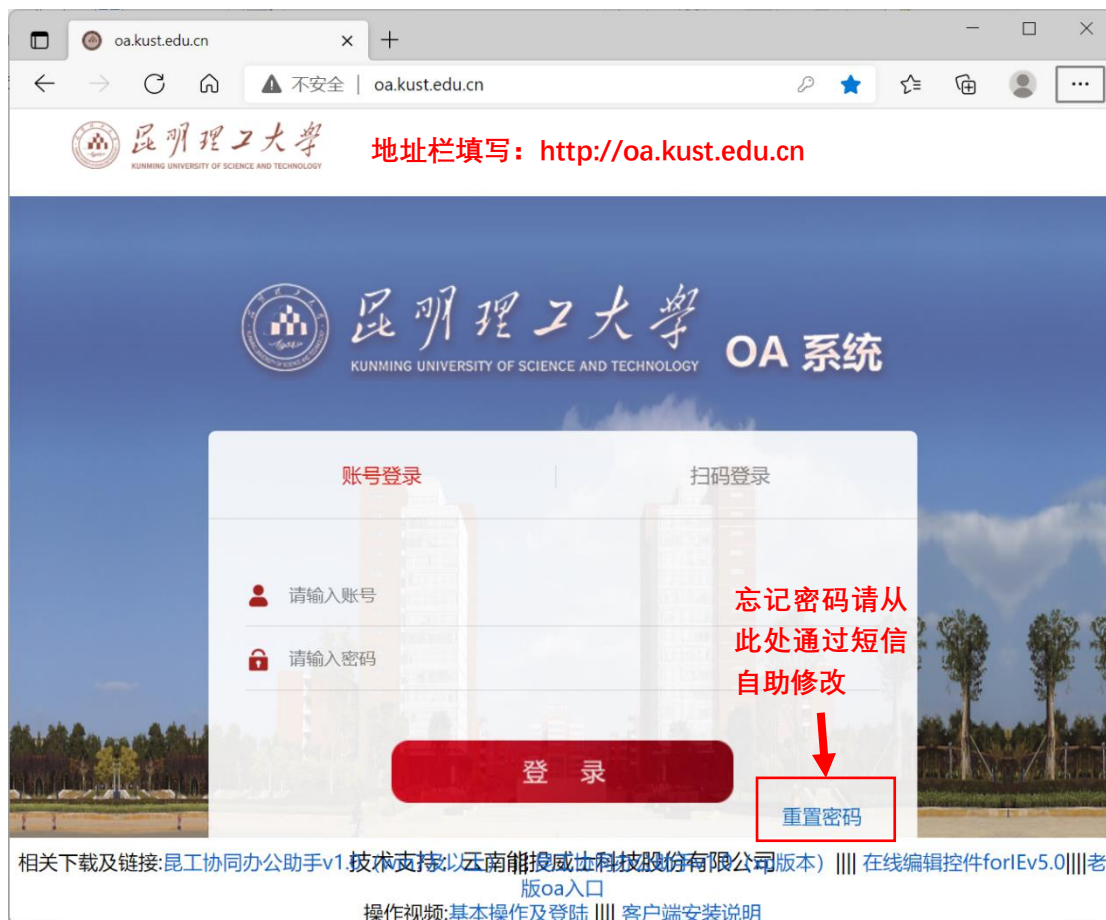 oa.kust.edu.cn
不安全 | oa.kust.edu.cn
昆明理工大學
KUNMING UNIVERSITY OF SCIENCE AND TECHNOLOGY
地址栏填写：http://oa.kust.edu.cn
昆明理工大學
KUNMING UNIVERSITY OF SCIENCE AND TECHNOLOGY
OA 系统
账号登录
扫码登录
请输入账号
请输入密码
忘记密码请从
此处通过短信
自助修改
登 录
重置密码
相关下载及链接:昆工协同办公助手v1.
技术支持：云南能投威士科技股份有限公司
版本）|||| 在线编辑控件forIEv5.0||||老
版oa入口
操作视频:基本操作及登陆 |||| 客户端安装说明